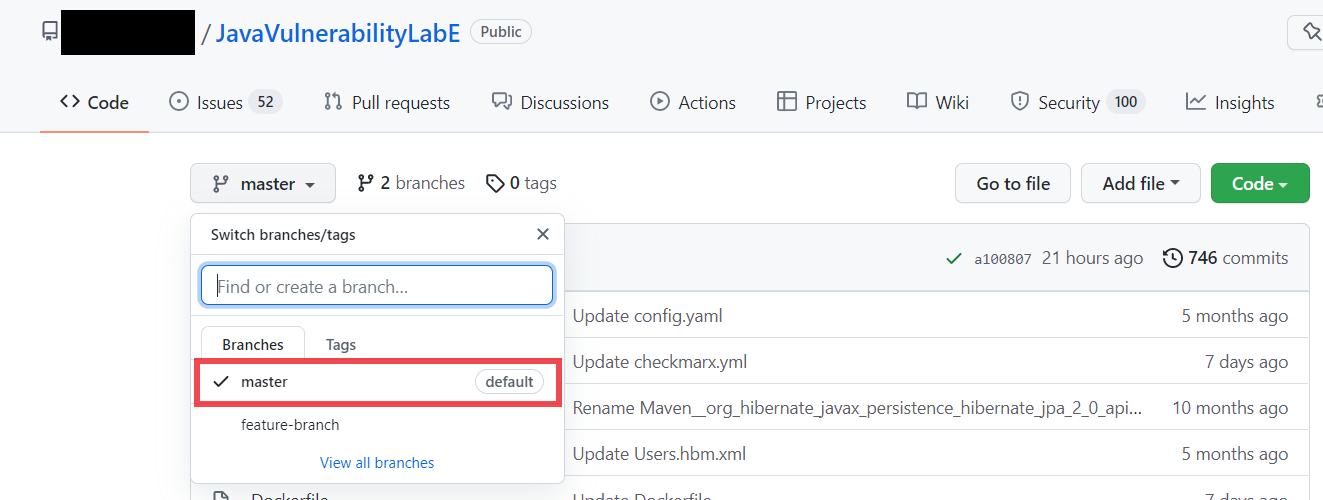 / JavaVulnerabilityLabE Public
Code Issues 52 Pull requests Discussions Actions Projects Wiki Security 100 Insights
master 2 branches 0 tags Go to file Add file Code
Switch branches/tags
a100807 21 hours ago 746 commits
Find or create a branch...
Update config.yaml 5 months ago
Branches Tags
Update checkmarx.yml 7 days ago
master default
Rename Maven__org_hibernate_javax_persistence_hibernate_jpa_2_0_api... 10 months ago
feature-branch
Update Users.hbm.xml 5 months ago
View all branches
Dockerfile Update Dockerfile 7 days ago